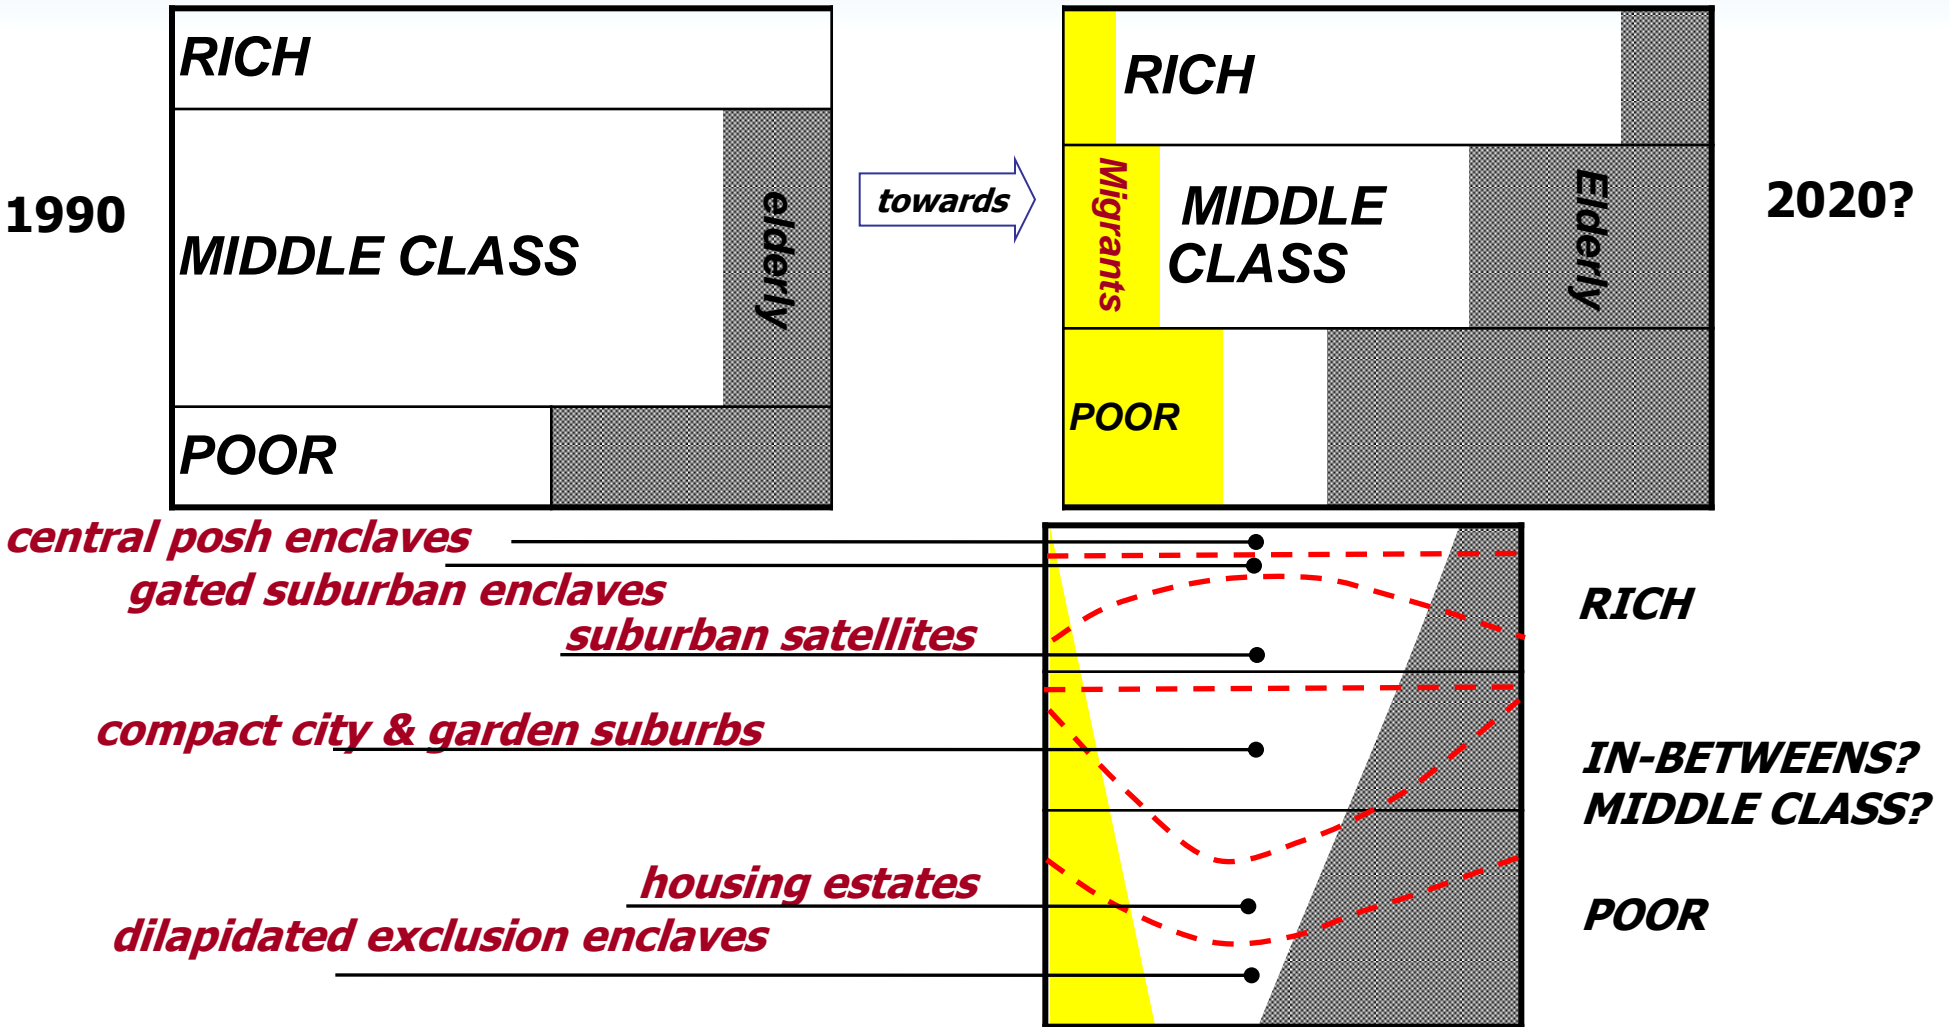 RICH
MIDDLE CLASS
POOR
elderly
1990
towards
RICH
Migrants
MIDDLE
CLASS
Elderly
POOR
2020?
central posh enclaves
gated suburban enclaves
suburban satellites
compact city & garden suburbs
housing estates
dilapidated exclusion enclaves
RICH
IN-BETWEENS?
MIDDLE CLASS?
POOR